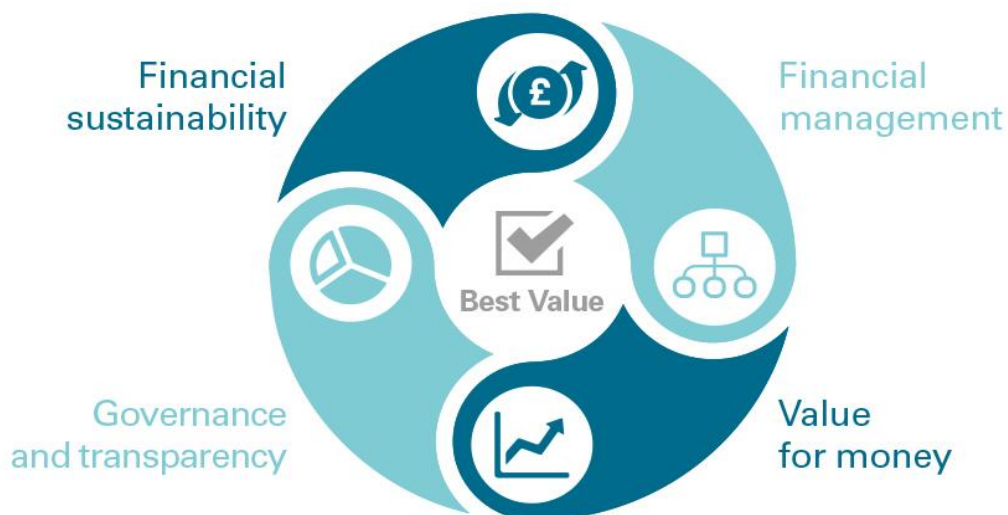 Financial
sustainability
Financial
management
£
Best Value
Governance
and transparency
Value
for money